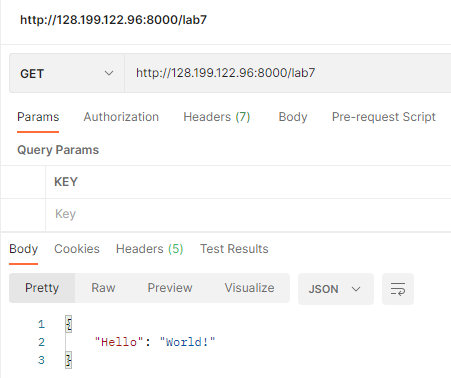 http://128.199.122.96:8000/lab7
GET http://128.199.122.96:8000/lab7
Params Authorization Headers (7) Body Pre-request Script
Query Params
KEY
Key
Body Cookies Headers (5) Test Results
Pretty Raw Preview Visualize JSON
1 {
2 "Hello": "World!"
3 }